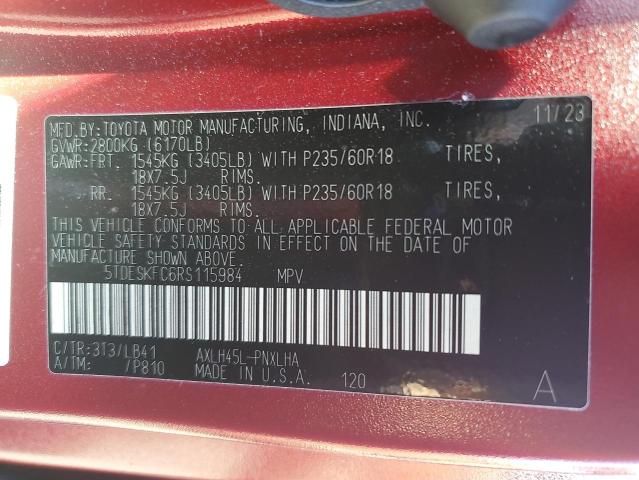 MFD.BY:TOYOTA MOTOR MANUFACTURING, INDIANA, INC. 11/23
GVWR:2800KG (6170LB)
GAWR:FRT. 1545KG (3405LB) WITH P235/60R18 TIRES,
18X7.5J RIMS.
RR. 1545KG (3405LB) WITH P235/60R18 TIRES,
18X7.5J RIMS.
THIS VEHICLE CONFORMS TO ALL APPLICABLE FEDERAL MOTOR
VEHICLE SAFETY STANDARDS IN EFFECT ON THE DATE OF
MANUFACTURE SHOWN ABOVE.
5TDESKFC6RS115984 MPV
C/TR:3T3/LB41 AXLH45L-PNXLHA
A/TM: /P810 MADE IN U.S.A. 120 A